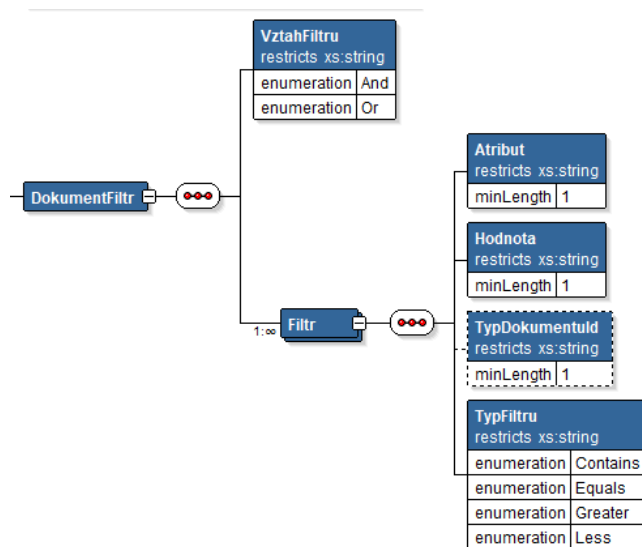 VztahFiltru
restricts xs:string
enumeration And
enumeration Or
DokumentFiltr
1:∞ Filtr
Atribut
restricts xs:string
minLength 1
Hodnota
restricts xs:string
minLength 1
TypDokumentuId
restricts xs:string
minLength 1
TypFiltru
restricts xs:string
enumeration Contains
enumeration Equals
enumeration Greater
enumeration Less